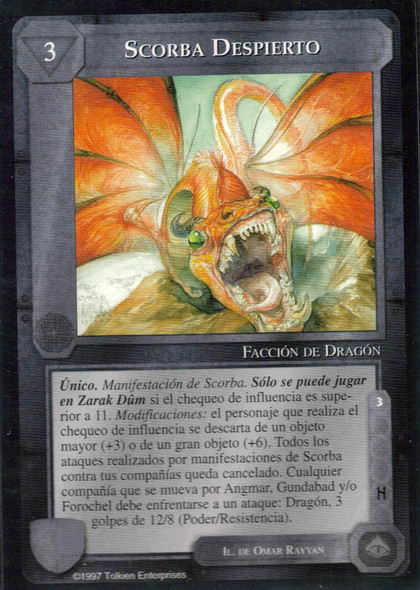 3
SCORBA DESPIERTO
FACCIÓN DE DRAGÓN
Único. Manifestación de Scorba. Sólo se puede jugar
en Zarak Dûm si el chequeo de influencia es supe-
rior a 11. Modificaciones: el personaje que realiza el
chequeo de influencia se descarta de un objeto
mayor (+3) o de un gran objeto (+6). Todos los
ataques realizados por manifestaciones de Scorba
contra tus compañías queda cancelado. Cualquier
compañía que se mueva por Angmar, Gundabad y/o
Forochel debe enfrentarse a un ataque: Dragón, 3
golpes de 12/8 (Poder/Resistencia).
3
IL. DE OMAR RAYYAN
©1997 Tolkien Enterprises